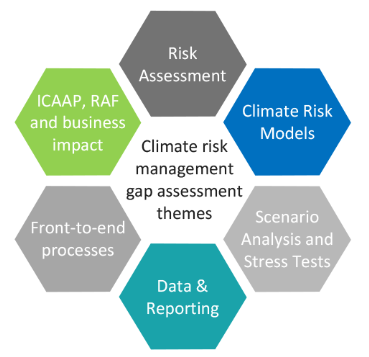 Risk
Assessment
ICAAP, RAF
and business
impact
Climate Risk
Models
Climate risk
management
gap assessment
themes
Front-to-end
processes
Scenario
Analysis and
Stress Tests
Data &
Reporting